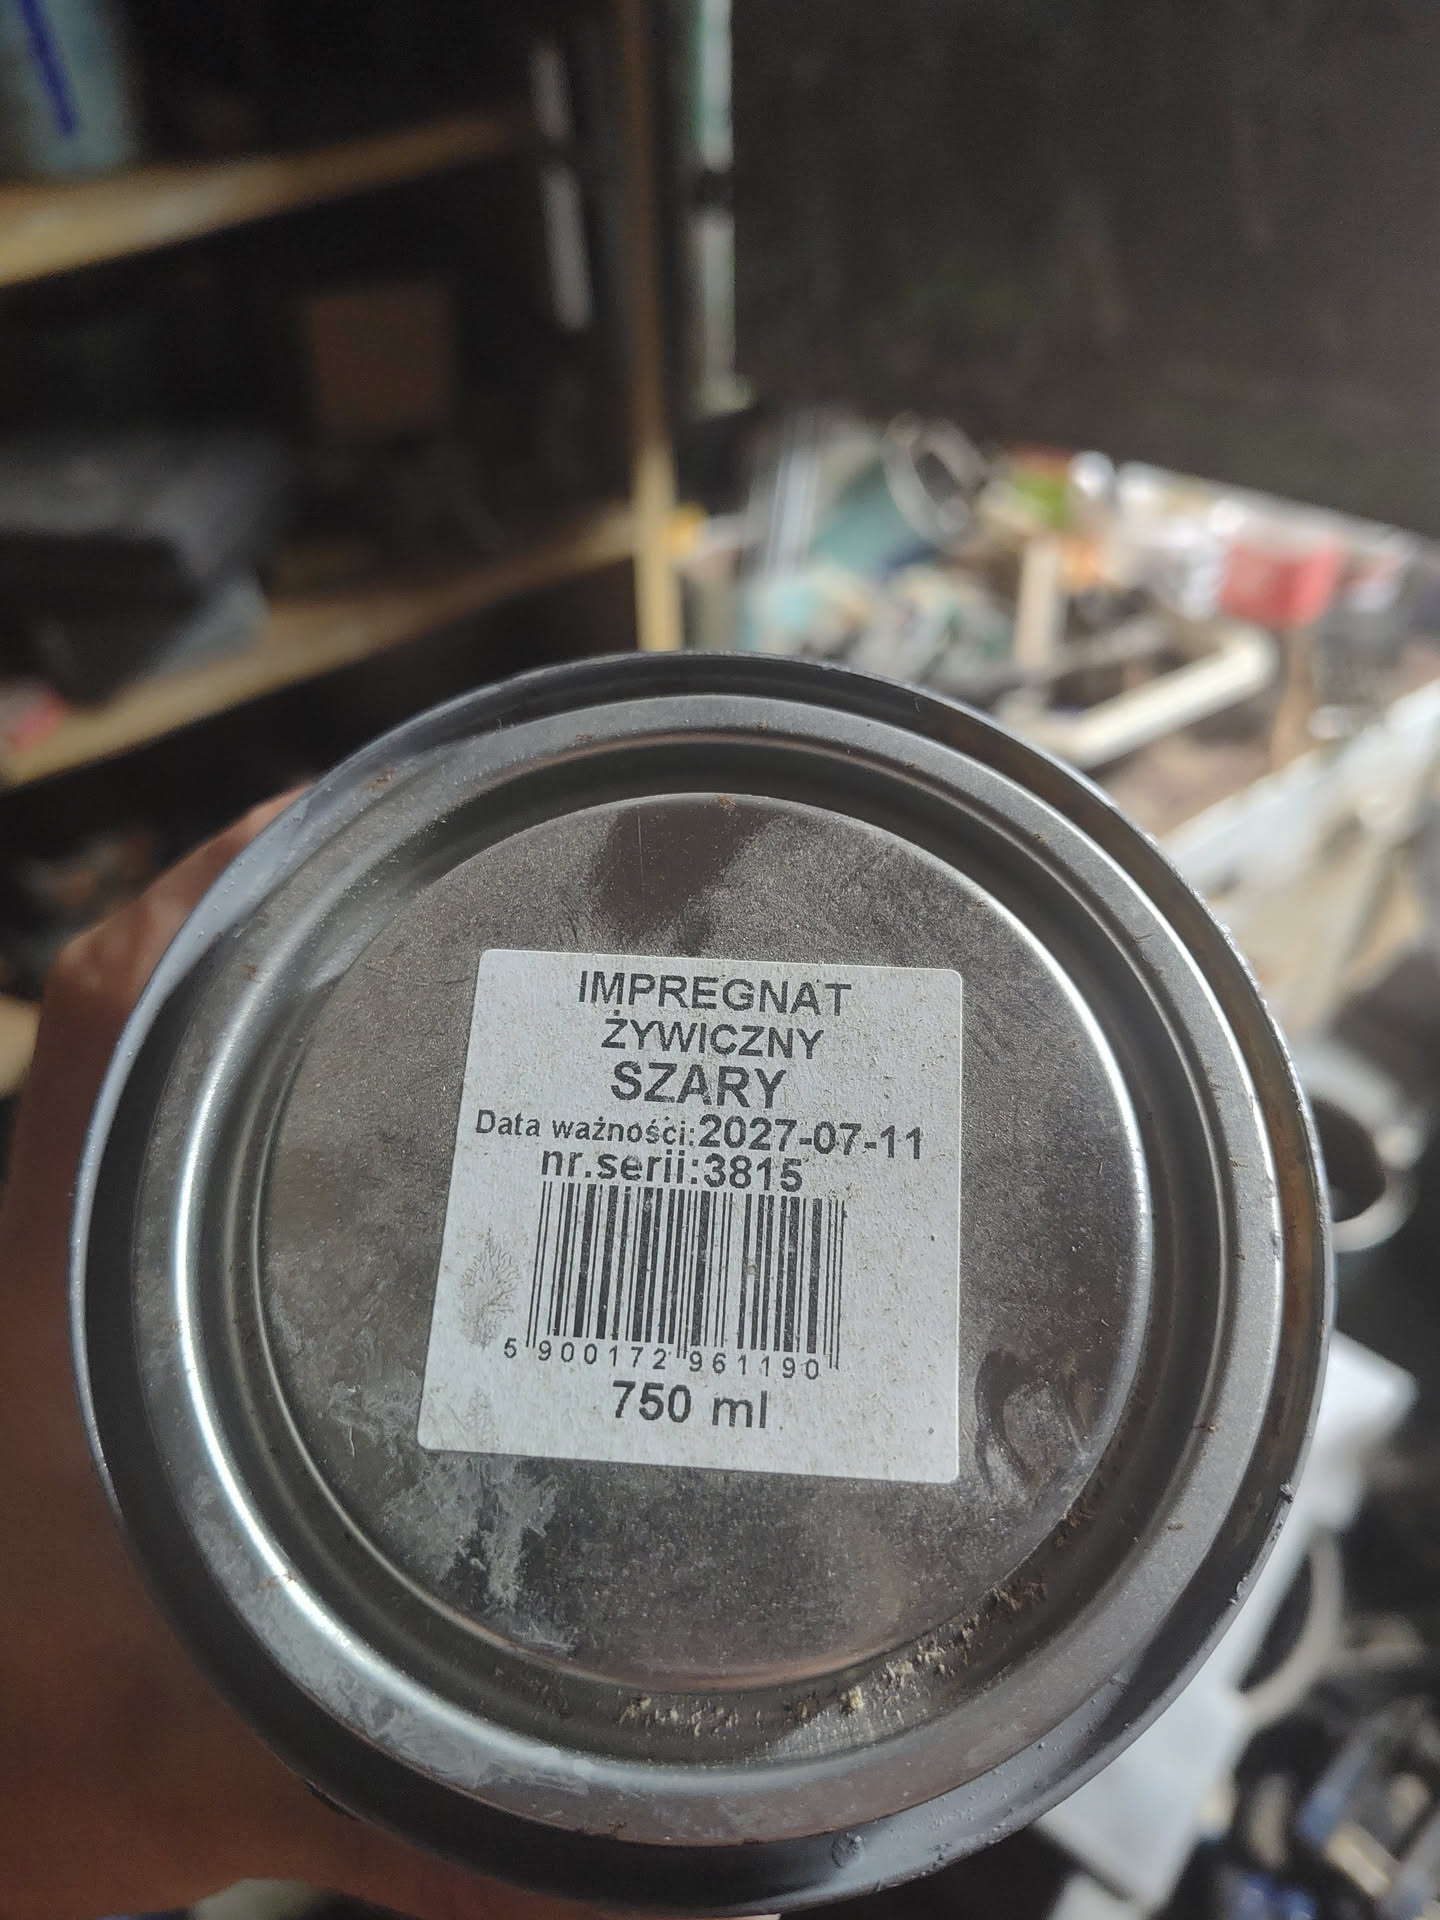 IMPREGNAT
ŻYWICZNY
SZARY
Data ważności:2027-07-11
nr.serii:3815
5 900172 961190
750 ml